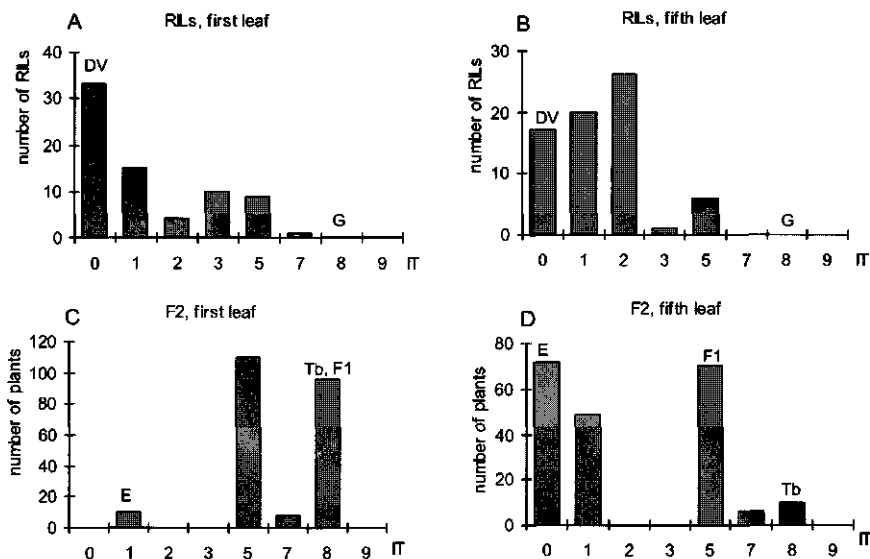 A
RILs, first leaf
number of RILs
40
30
20
10
0
DV
G
0 1 2 3 5 7 8 9 IT
B
RILs, fifth leaf
number of RILs
30
20
10
0
DV
G
0 1 2 3 5 7 8 9 IT
C
F2, first leaf
number of plants
120
100
80
60
40
20
0
E
Tb, F1
0 1 2 3 5 7 8 9 IT
D
F2, fifth leaf
number of plants
80
60
40
20
0
E
F1
Tb
0 1 2 3 5 7 8 9 IT